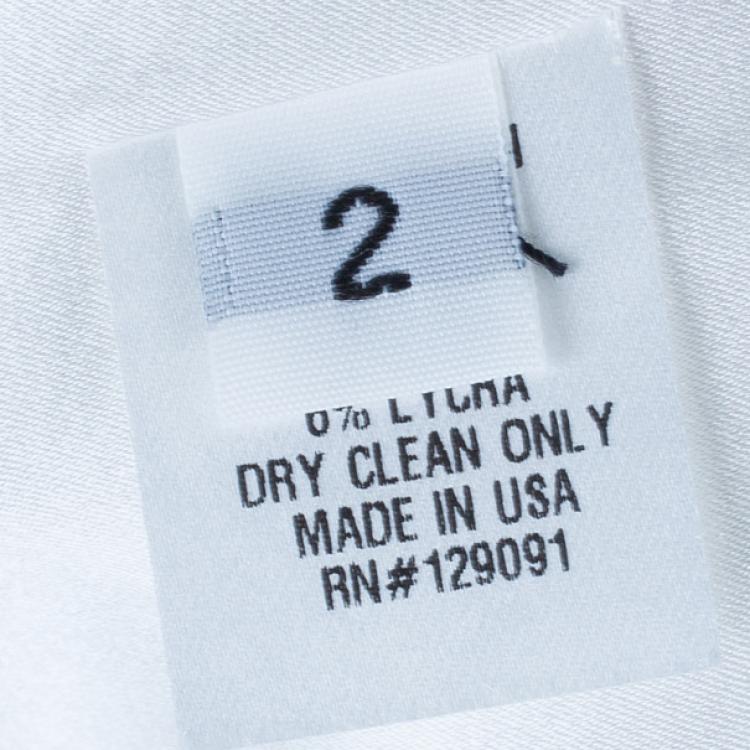 2
6% LYCRA
DRY CLEAN ONLY
MADE IN USA
RN#129091